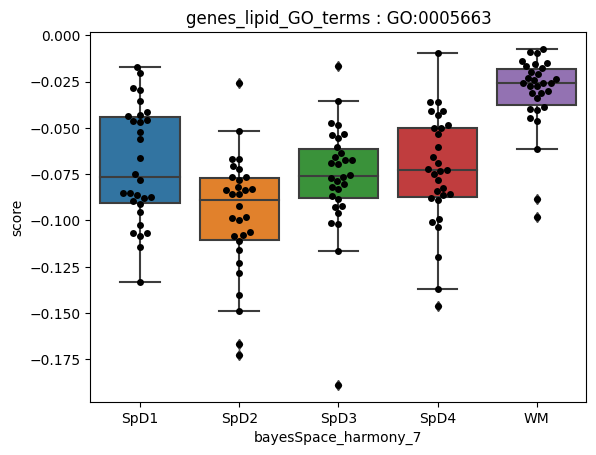 genes_lipid_GO_terms : GO:0005663
0.000
−0.025
−0.050
−0.075
−0.100
−0.125
−0.150
−0.175
score
SpD1 SpD2 SpD3 SpD4 WM
bayesSpace_harmony_7